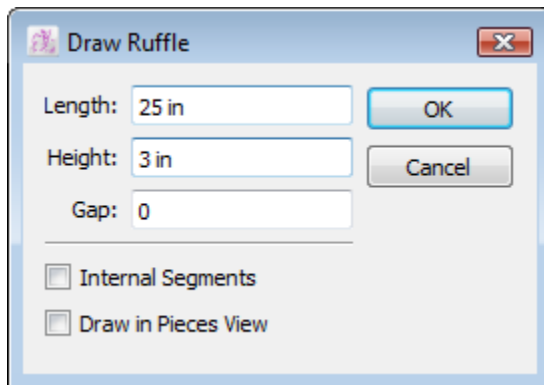 Draw Ruffle
Length: 25 in
OK
Height: 3 in
Cancel
Gap: 0
Internal Segments
Draw in Pieces View